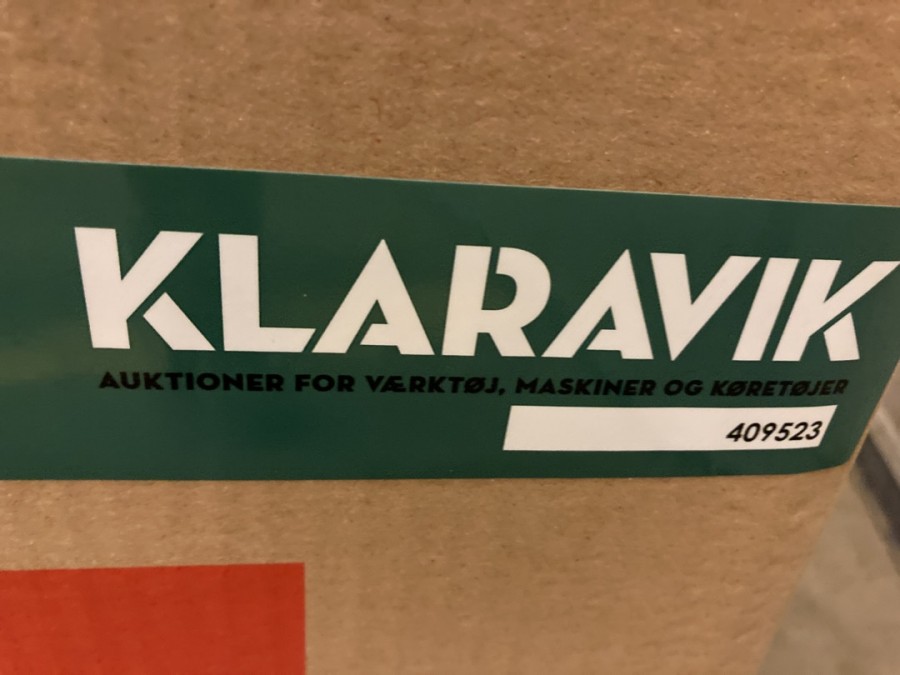 KLARAVIK
AUKTIONER FOR VÆRKTØJ, MASKINER OG KØRETØJER
409523